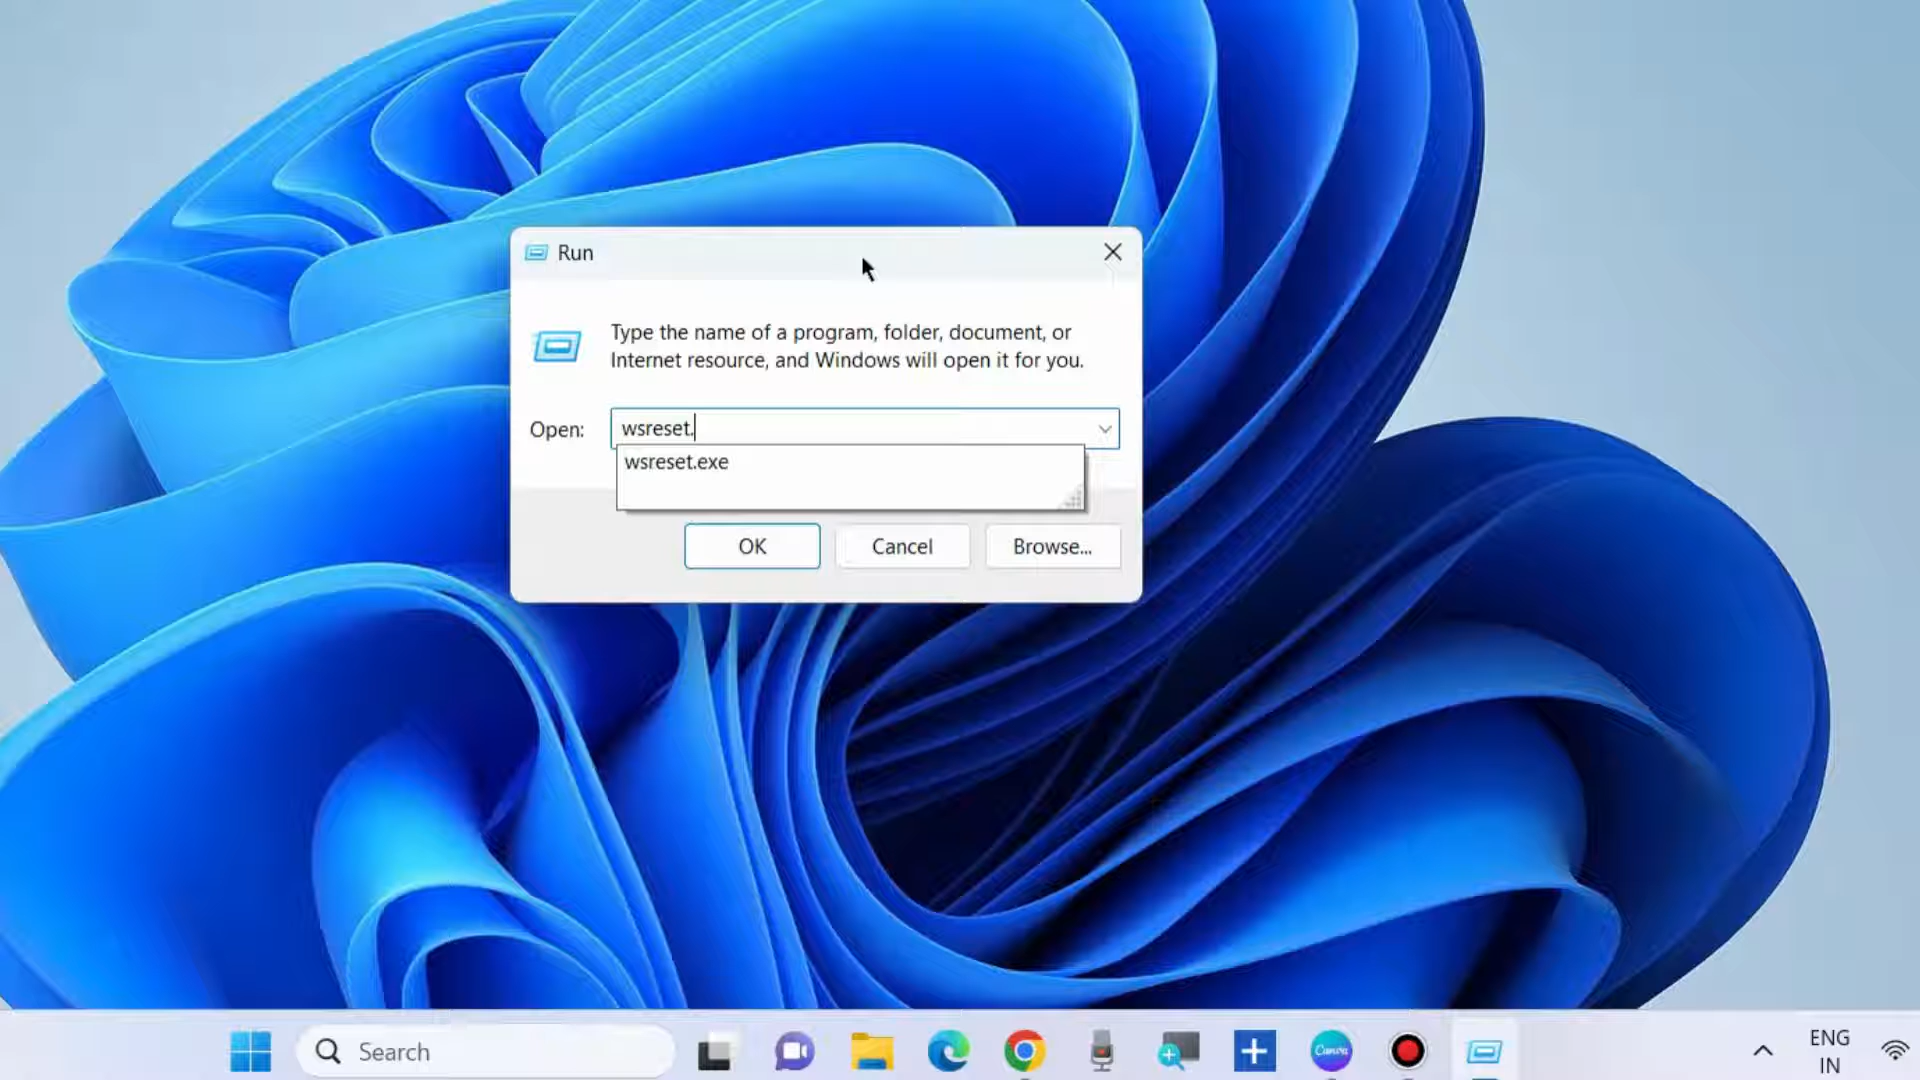 Run
Type the name of a program, folder, document, or
Internet resource, and Windows will open it for you.
Open:
wsreset.
wsreset.exe
OK
Cancel
Browse...
Search
Canva
ENG
IN